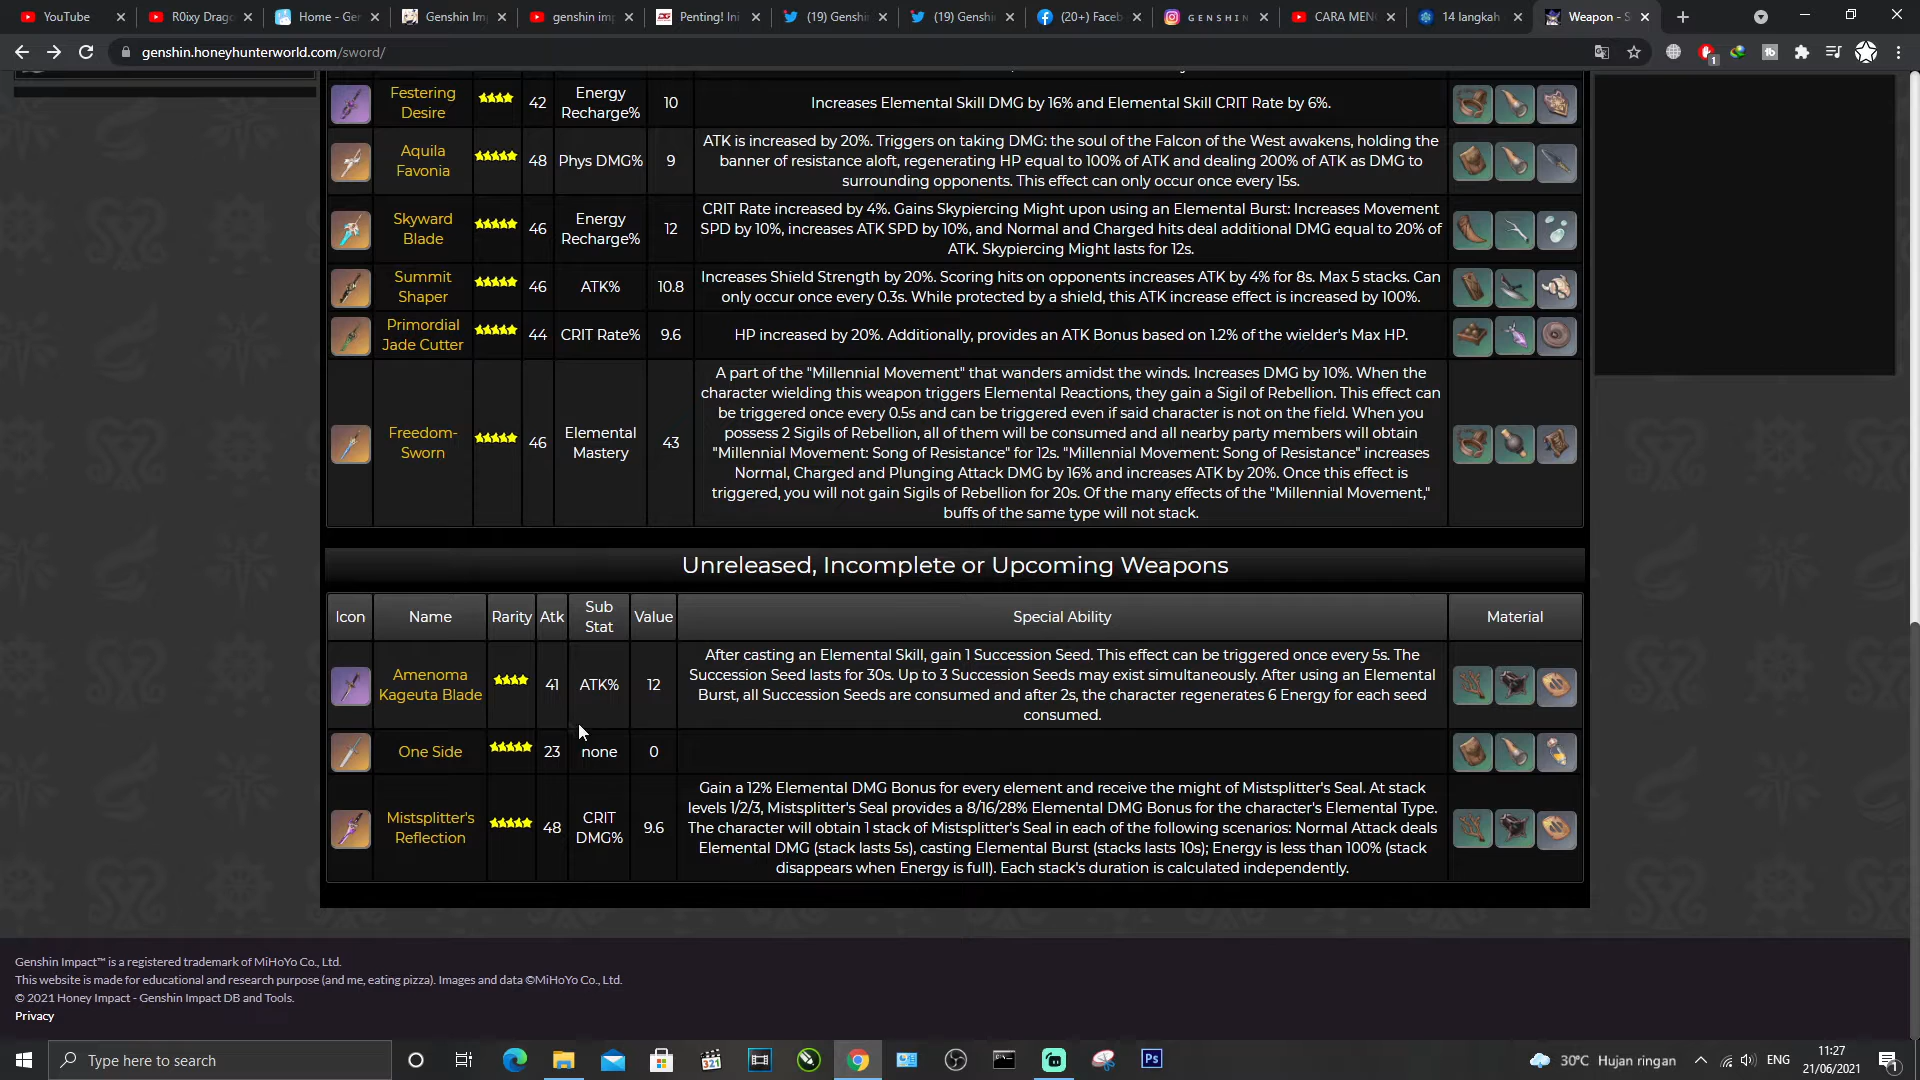 YouTube
R0ixy Drago
Home - Gen
Genshin Im
genshin imp
Penting! Ini
(19) Genshi
(19) Genshi
(20+) Faceb
G E N S H I N
CARA MEN
14 langkah
Weapon - S
genshin.honeyhunterworld.com/sword/
Festering
Desire
42
Energy
Recharge%
10
Increases Elemental Skill DMG by 16% and Elemental Skill CRIT Rate by 6%.
Aquila
Favonia
48
Phys DMG%
9
ATK is increased by 20%. Triggers on taking DMG: the soul of the Falcon of the West awakens, holding the
banner of resistance aloft, regenerating HP equal to 100% of ATK and dealing 200% of ATK as DMG to
surrounding opponents. This effect can only occur once every 15s.
Skyward
Blade
46
Energy
Recharge%
12
CRIT Rate increased by 4%. Gains Skypiercing Might upon using an Elemental Burst: Increases Movement
SPD by 10%, increases ATK SPD by 10%, and Normal and Charged hits deal additional DMG equal to 20% of
ATK. Skypiercing Might lasts for 12s.
Summit
Shaper
46
ATK%
10.8
Increases Shield Strength by 20%. Scoring hits on opponents increases ATK by 4% for 8s. Max 5 stacks. Can
only occur once every 0.3s. While protected by a shield, this ATK increase effect is increased by 100%.
Primordial
Jade Cutter
44
CRIT Rate%
9.6
HP increased by 20%. Additionally, provides an ATK Bonus based on 1.2% of the wielder's Max HP.
Freedom-
Sworn
46
Elemental
Mastery
43
A part of the "Millennial Movement" that wanders amidst the winds. Increases DMG by 10%. When the
character wielding this weapon triggers Elemental Reactions, they gain a Sigil of Rebellion. This effect can
be triggered once every 0.5s and can be triggered even if said character is not on the field. When you
possess 2 Sigils of Rebellion, all of them will be consumed and all nearby party members will obtain
"Millennial Movement: Song of Resistance" for 12s. "Millennial Movement: Song of Resistance" increases
Normal, Charged and Plunging Attack DMG by 16% and increases ATK by 20%. Once this effect is
triggered, you will not gain Sigils of Rebellion for 20s. Of the many effects of the "Millennial Movement,"
buffs of the same type will not stack.
Unreleased, Incomplete or Upcoming Weapons
Icon
Name
Rarity
Atk
Sub
Stat
Value
Special Ability
Material
Amenoma
Kageuta Blade
41
ATK%
12
After casting an Elemental Skill, gain 1 Succession Seed. This effect can be triggered once every 5s. The
Succession Seed lasts for 30s. Up to 3 Succession Seeds may exist simultaneously. After using an Elemental
Burst, all Succession Seeds are consumed and after 2s, the character regenerates 6 Energy for each seed
consumed.
One Side
23
none
0
Mistsplitter's
Reflection
48
CRIT
DMG%
9.6
Gain a 12% Elemental DMG Bonus for every element and receive the might of Mistsplitter's Seal. At stack
levels 1/2/3, Mistsplitter's Seal provides a 8/16/28% Elemental DMG Bonus for the character's Elemental Type.
The character will obtain 1 stack of Mistsplitter's Seal in each of the following scenarios: Normal Attack deals
Elemental DMG (stack lasts 5s), casting Elemental Burst (stacks lasts 10s); Energy is less than 100% (stack
disappears when Energy is full). Each stack's duration is calculated independently.
Genshin Impact™ is a registered trademark of MiHoYo Co., Ltd.
This website is made for educational and research purpose (and me, eating pizza). Images and data ©MiHoYo Co., Ltd.
© 2021 Honey Impact - Genshin Impact DB and Tools.
Privacy
Type here to search
30°C Hujan ringan
ENG
11:27
21/06/2021